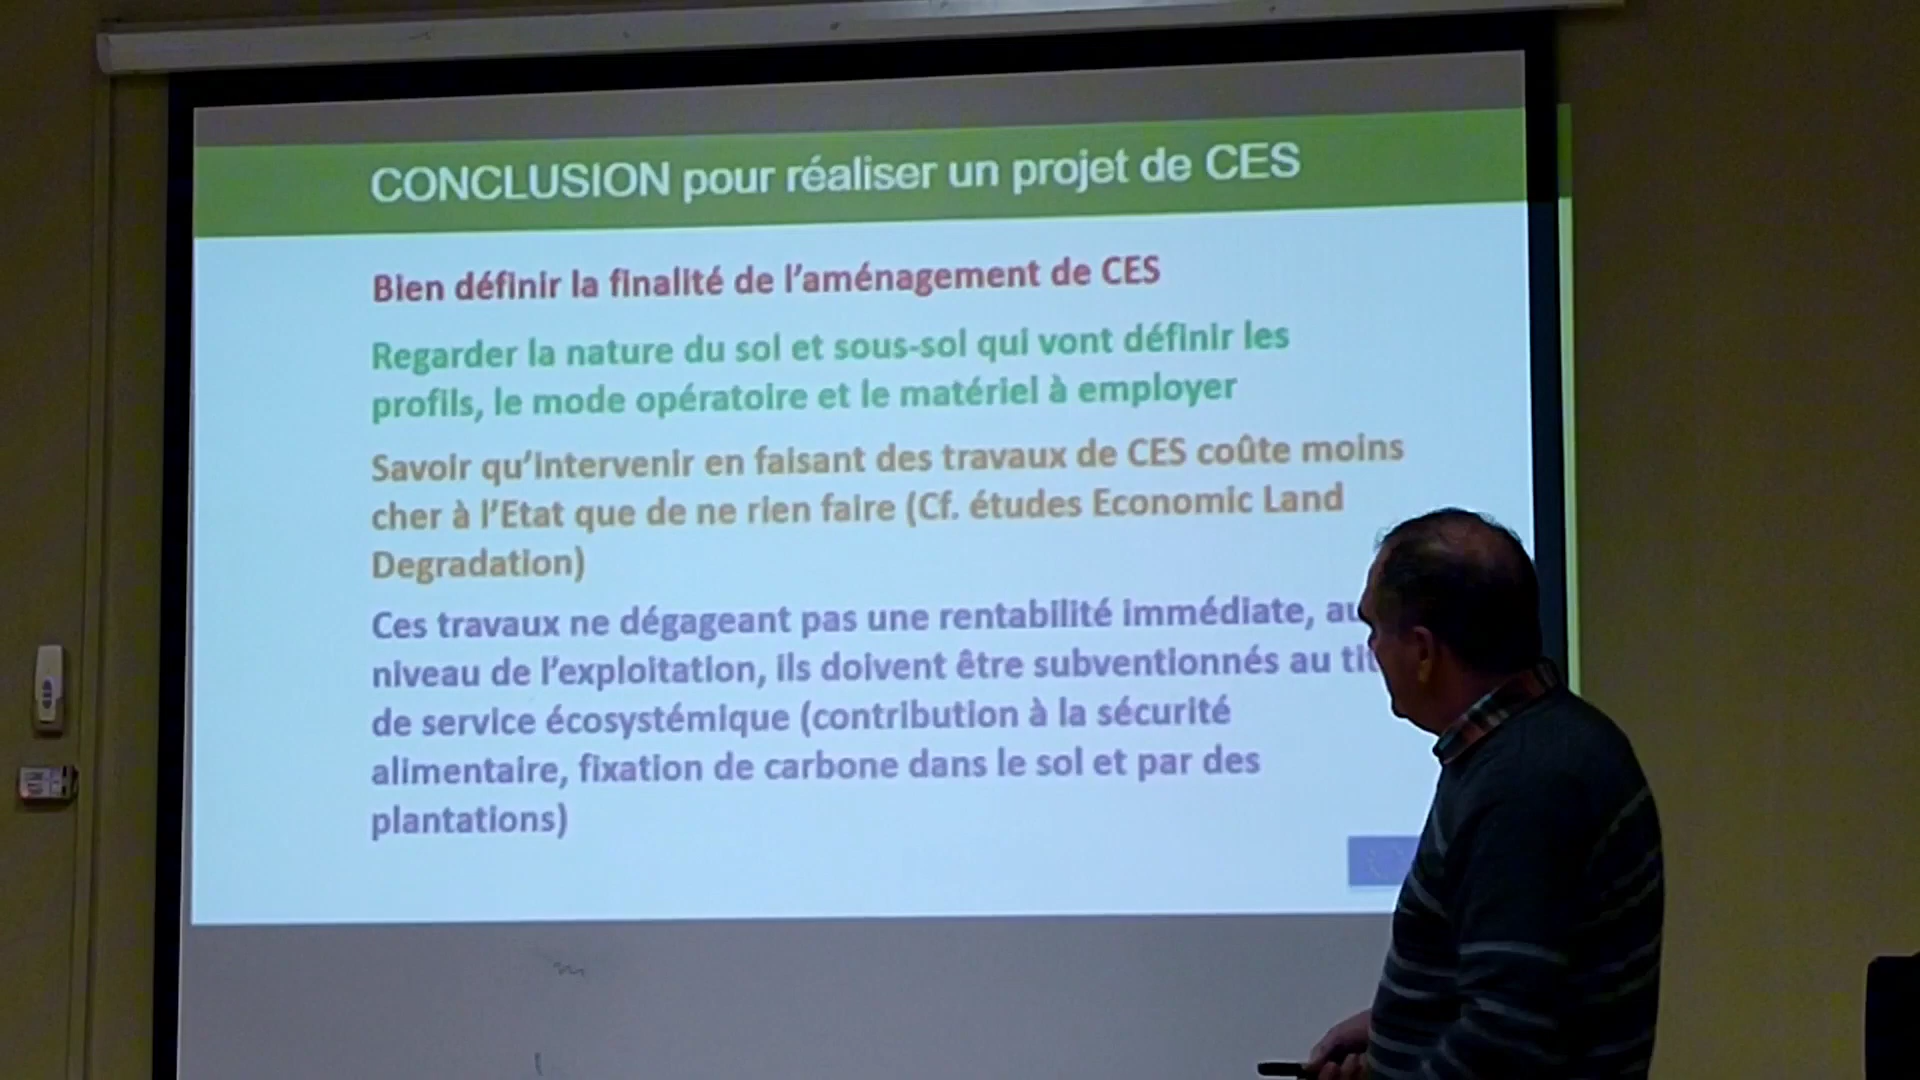 CONCLUSION pour réaliser un projet de CES
Bien définir la finalité de l'aménagement de CES
Regarder la nature du sol et sous-sol qui vont définir les
profils, le mode opératoire et le matériel à employer
Savoir qu'intervenir en faisant des travaux de CES coûte moins
cher à l'Etat que de ne rien faire (Cf. études Economic Land
Degradation)
Ces travaux ne dégageant pas une rentabilité immédiate, au
niveau de l'exploitation, ils doivent être subventionnés au
de service écosystémique (contribution à la sécurité
alimentaire, fixation de carbone dans le sol et par des
plantations)